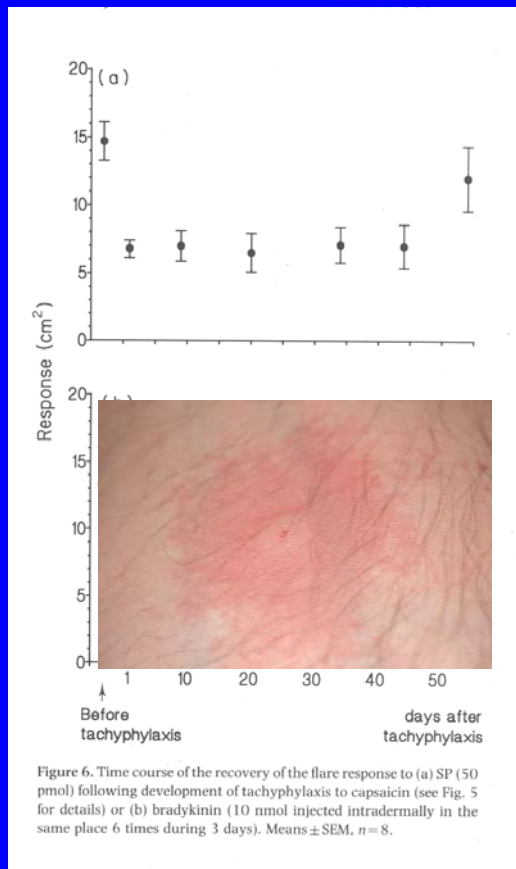 20
(a)
15
10
5
0
Response (cm²)
20
15
10
5
0
1 10 20 30 40 50
Before
tachyphylaxis
days after
tachyphylaxis
Figure 6. Time course of the recovery of the flare response to (a) SP (50
pmol) following development of tachyphylaxis to capsaicin (see Fig. 5
for details) or (b) bradykinin (10 nmol injected intradermally in the
same place 6 times during 3 days). Means ± SEM, n=8.